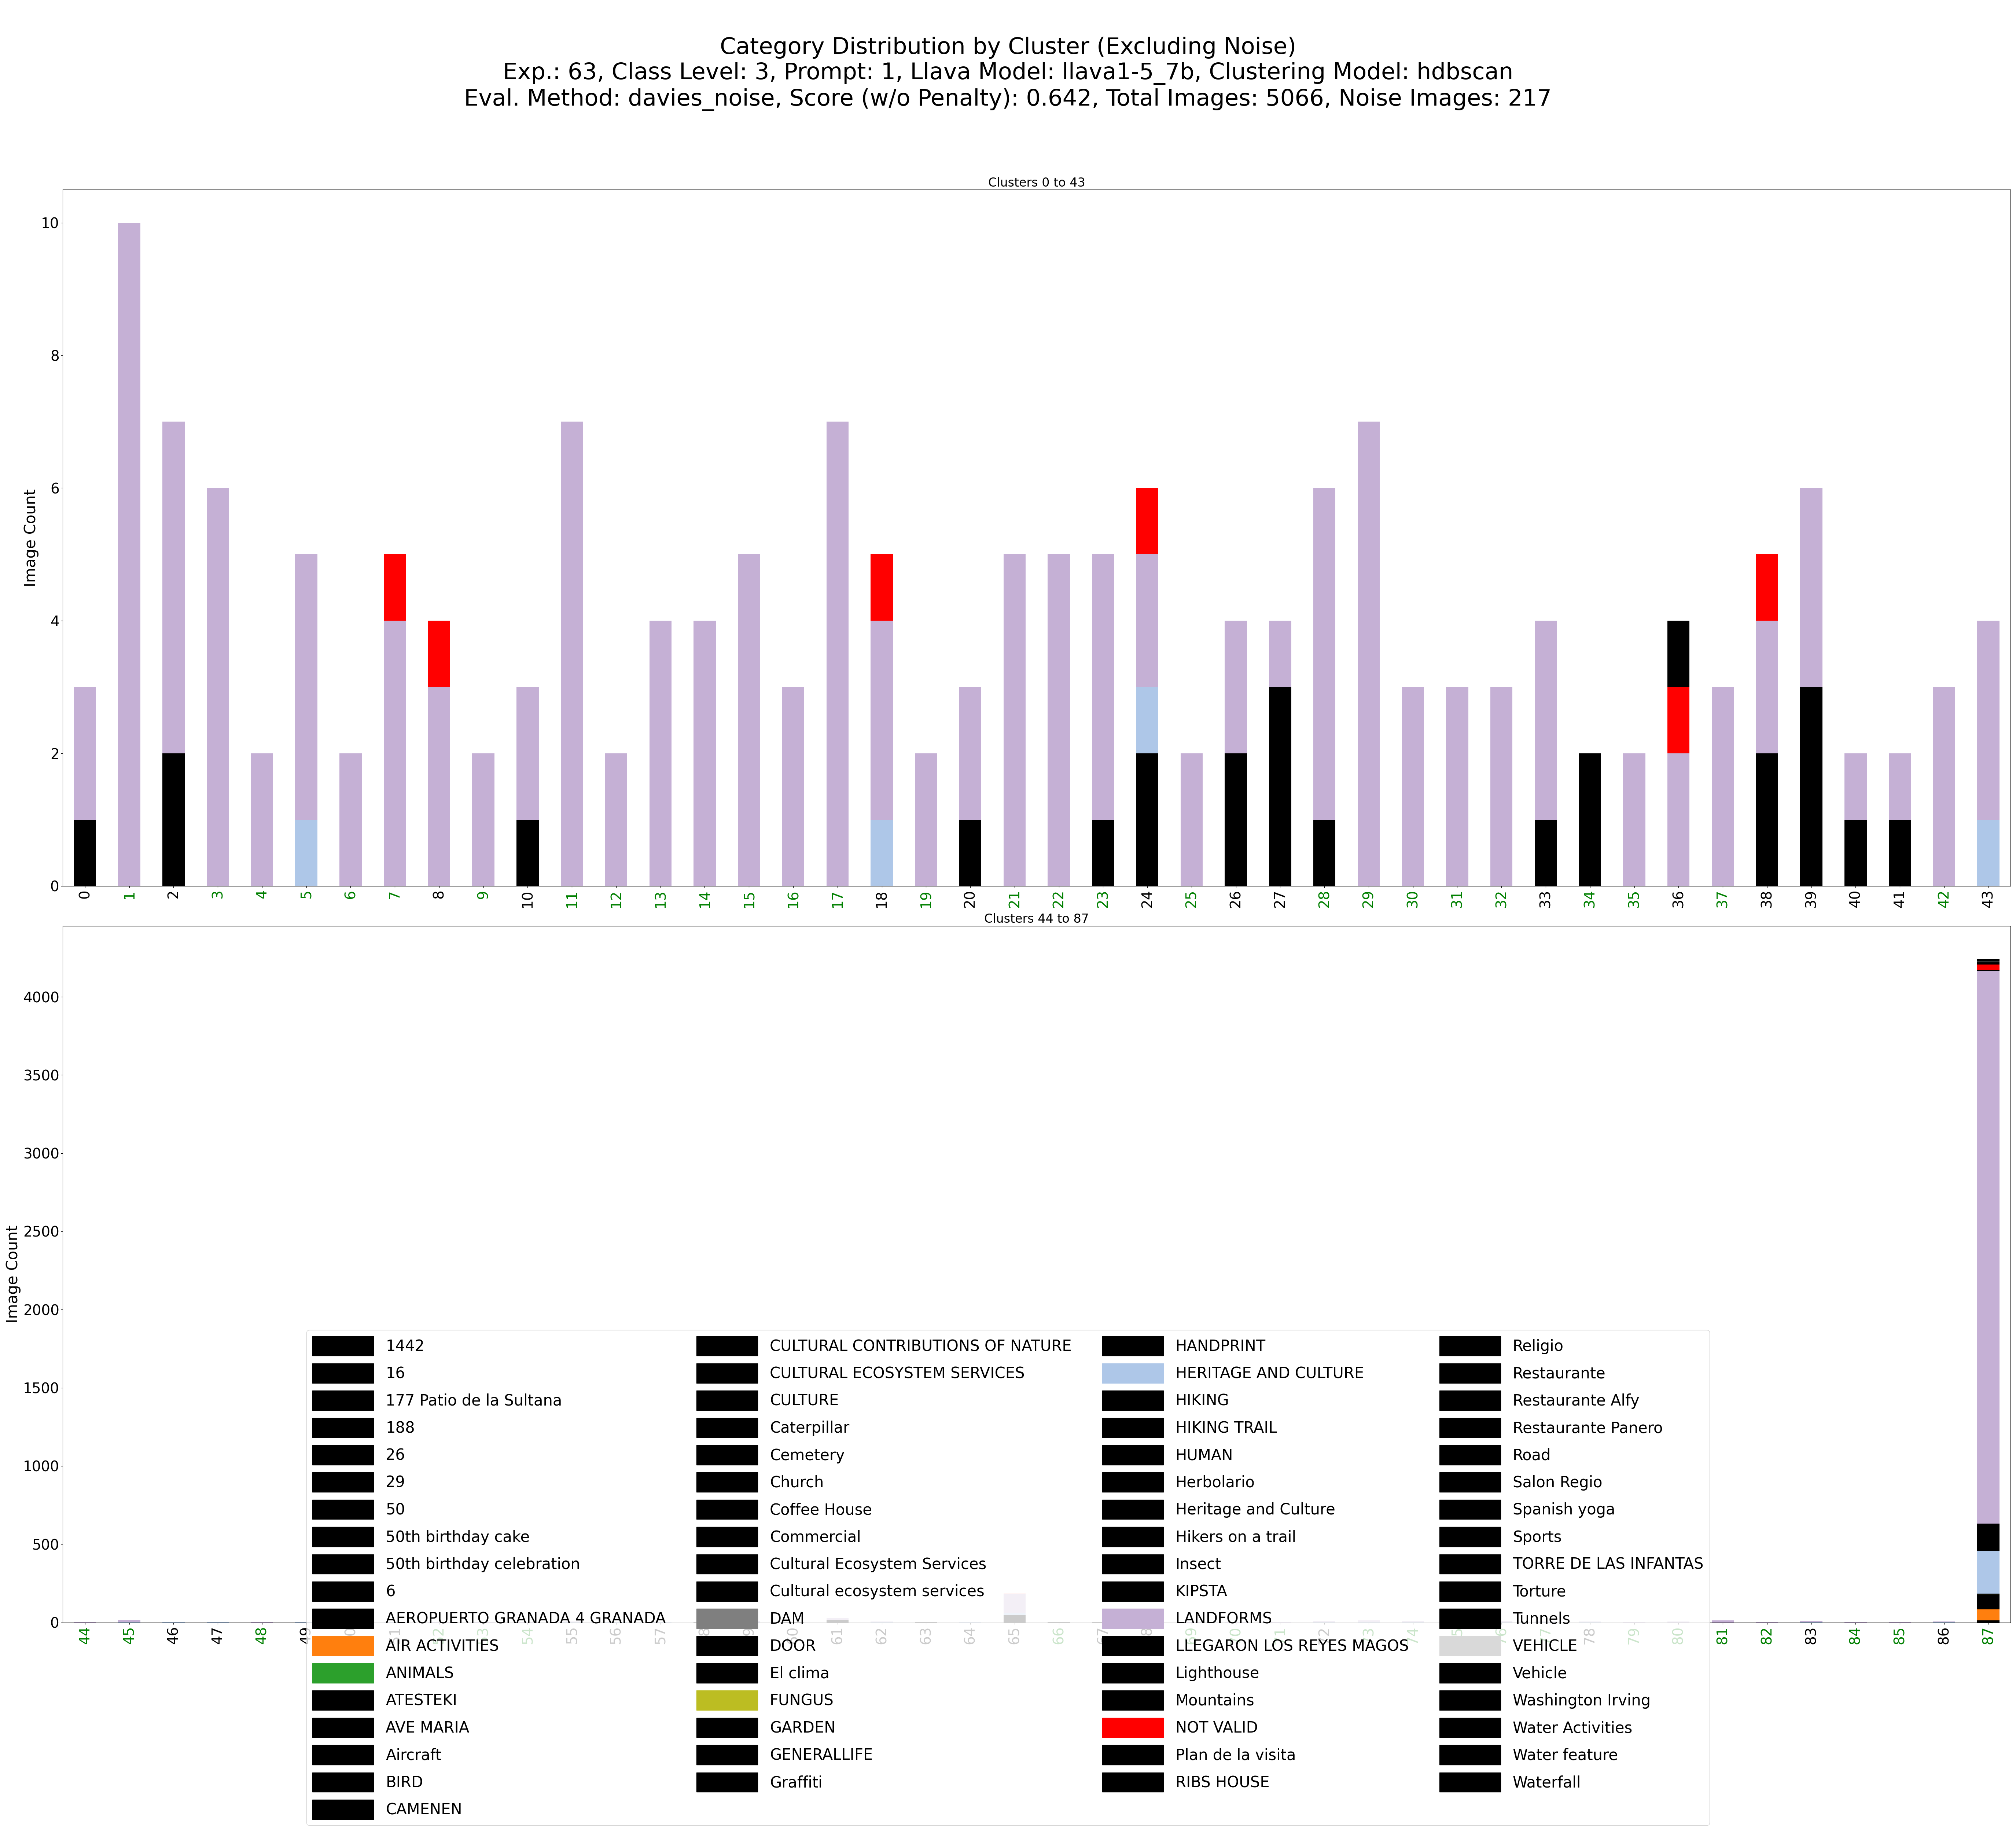 Category Distribution by Cluster (Excluding Noise)
Exp.: 63, Class Level: 3, Prompt: 1, Llava Model: llava1-5_7b, Clustering Model: hdbscan
Eval. Method: davies_noise, Score (w/o Penalty): 0.642, Total Images: 5066, Noise Images: 217
Clusters 0 to 43
Image Count
10
8
6
4
2
0
0 1 2 3 4 5 6 7 8 9 10 11 12 13 14 15 16 17 18 19 20 21 22 23 24 25 26 27 28 29 30 31 32 33 34 35 36 37 38 39 40 41 42 43
Clusters 44 to 87
Image Count
4000
3500
3000
2500
2000
1500
1000
500
0
44 45 46 47 48 49 54 55 56 57 61 62 63 64 65 66 74 78 79 80 81 82 83 84 85 86 87
1442
16
177 Patio de la Sultana
188
26
29
50
50th birthday cake
50th birthday celebration
6
AEROPUERTO GRANADA 4 GRANADA
AIR ACTIVITIES
ANIMALS
ATESTEKI
AVE MARIA
Aircraft
BIRD
CAMENEN
CULTURAL CONTRIBUTIONS OF NATURE
CULTURAL ECOSYSTEM SERVICES
CULTURE
Caterpillar
Cemetery
Church
Coffee House
Commercial
Cultural Ecosystem Services
Cultural ecosystem services
DAM
DOOR
El clima
FUNGUS
GARDEN
GENERALLIFE
Graffiti
HANDPRINT
HERITAGE AND CULTURE
HIKING
HIKING TRAIL
HUMAN
Herbolario
Heritage and Culture
Hikers on a trail
Insect
KIPSTA
LANDFORMS
LLEGARON LOS REYES MAGOS
Lighthouse
Mountains
NOT VALID
Plan de la visita
RIBS HOUSE
Religio
Restaurante
Restaurante Alfy
Restaurante Panero
Road
Salon Regio
Spanish yoga
Sports
TORRE DE LAS INFANTAS
Torture
Tunnels
VEHICLE
Vehicle
Washington Irving
Water Activities
Water feature
Waterfall